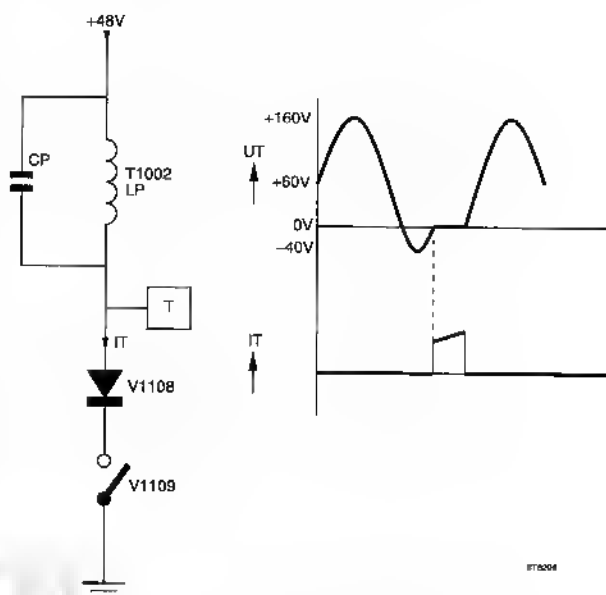 +48V
CP
T1002
LP
T
IT
V1108
V1109
UT
+160V
+60V
0V
-40V
IT